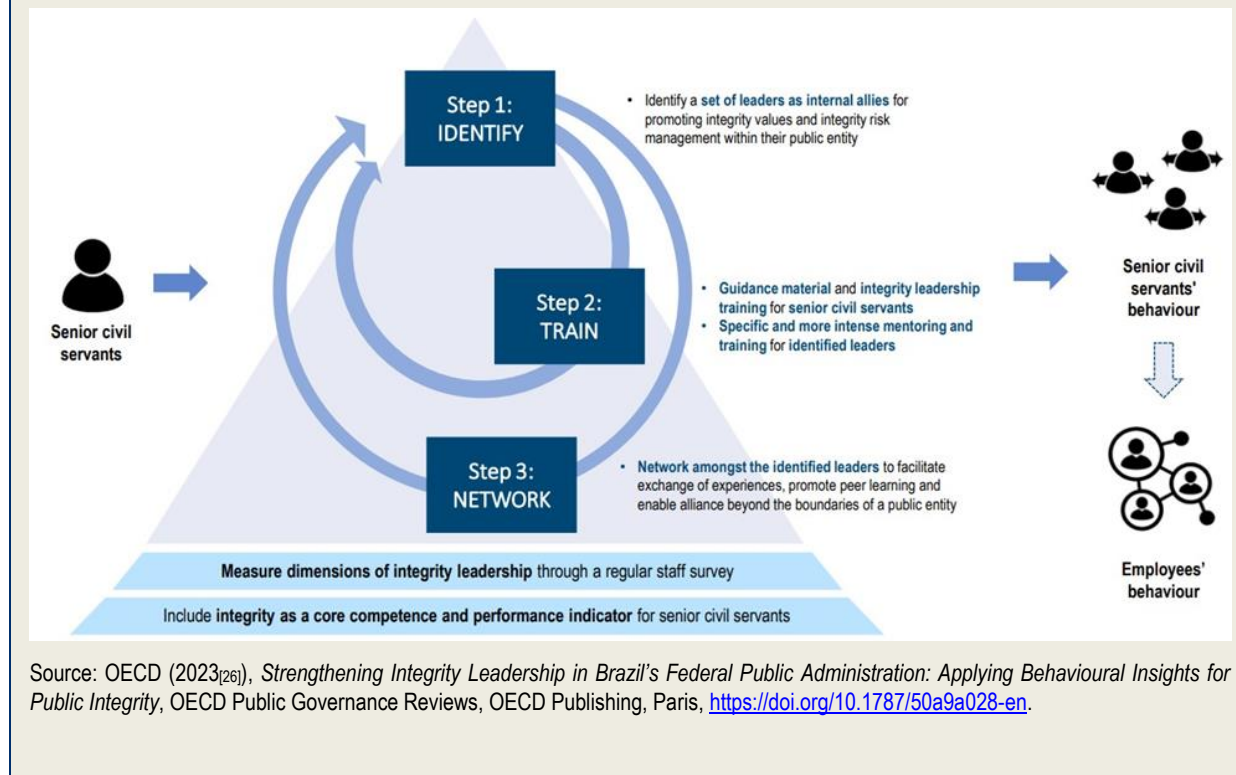 Step 1:
IDENTIFY
• Identify a set of leaders as internal allies for
promoting integrity values and integrity risk
management within their public entity
Senior civil
servants
Step 2:
TRAIN
• Guidance material and integrity leadership
training for senior civil servants
• Specific and more intense mentoring and
training for identified leaders
Senior civil
servants'
behaviour
Step 3:
NETWORK
• Network amongst the identified leaders to facilitate
exchange of experiences, promote peer learning and
enable alliance beyond the boundaries of a public entity
Employees'
behaviour
Measure dimensions of integrity leadership through a regular staff survey
Include integrity as a core competence and performance indicator for senior civil servants
Source: OECD (2023[26]), Strengthening Integrity Leadership in Brazil's Federal Public Administration: Applying Behavioural Insights for
Public Integrity, OECD Public Governance Reviews, OECD Publishing, Paris, https://doi.org/10.1787/50a9a028-en.